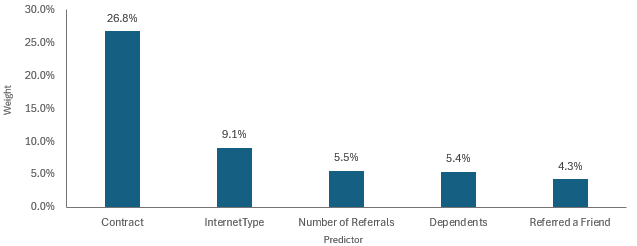 30.0%
26.8%
25.0%
20.0%
Weight
15.0%
10.0%
9.1%
5.5%
5.4%
5.0%
4.3%
0.0%
Contract
InternetType
Number of Referrals
Dependents
Referred a Friend
Predictor